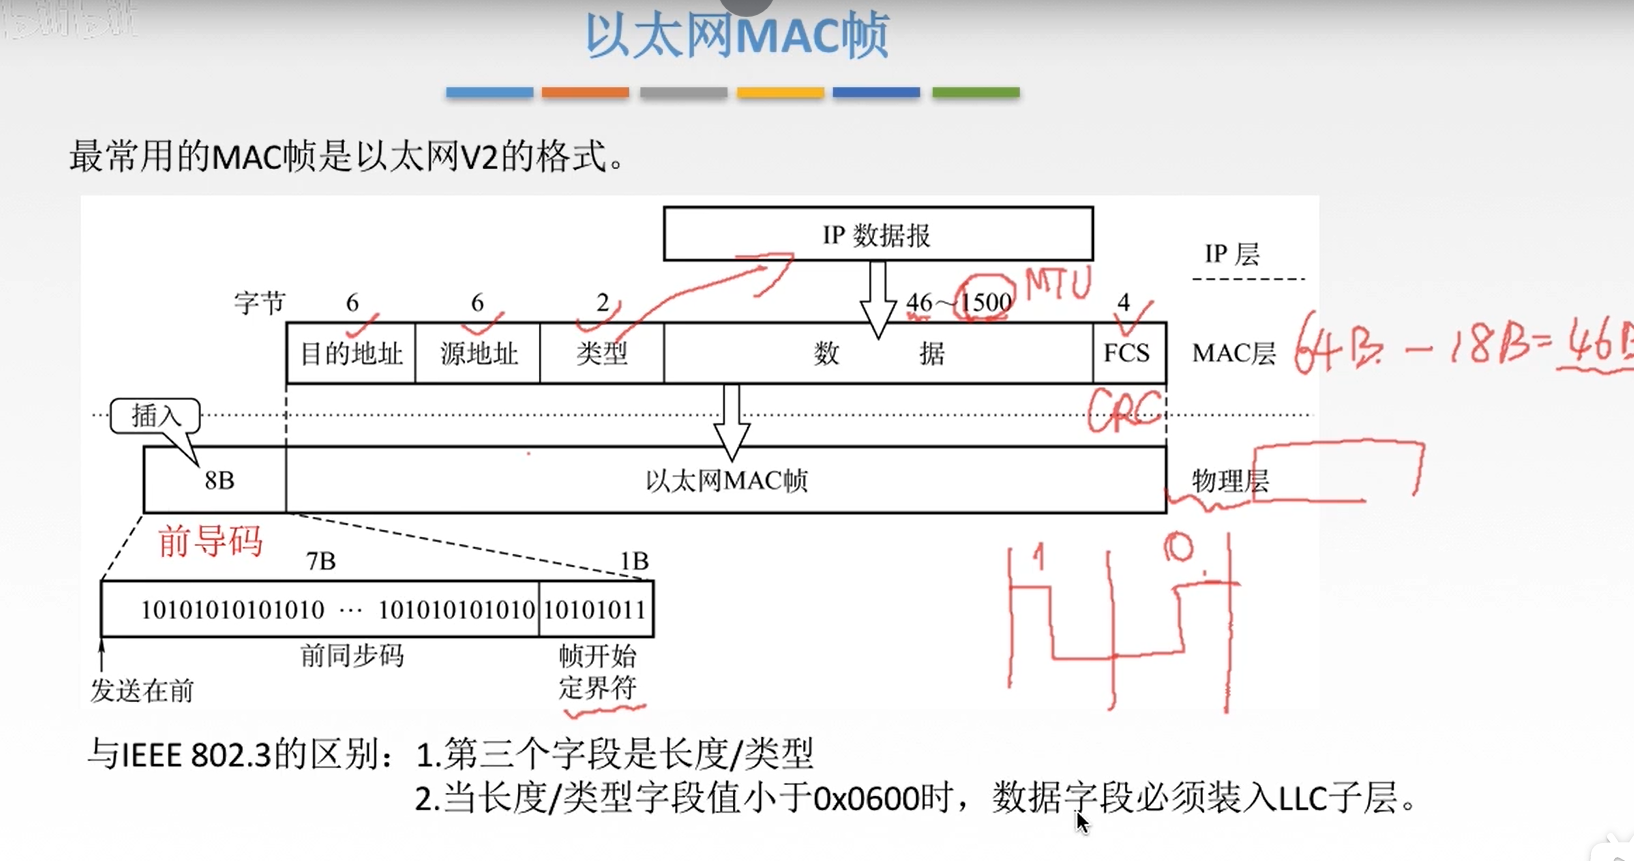 bilibili
以太网MAC帧
最常用的MAC帧是以太网V2的格式。
IP 数据报
IP 层
字节 6 6 2 46～1500 MTU 4
目的地址 源地址 类型 数 据 FCS MAC层 64B - 18B = 46B
CRC
插入
8B 以太网MAC帧 物理层
前导码
7B 1B
1 0
10101010101010 … 101010101010 10101011
前同步码 帧开始
定界符
发送在前
与IEEE 802.3的区别：1.第三个字段是长度/类型
2.当长度/类型字段值小于0x0600时，数据字段必须装入LLC子层。